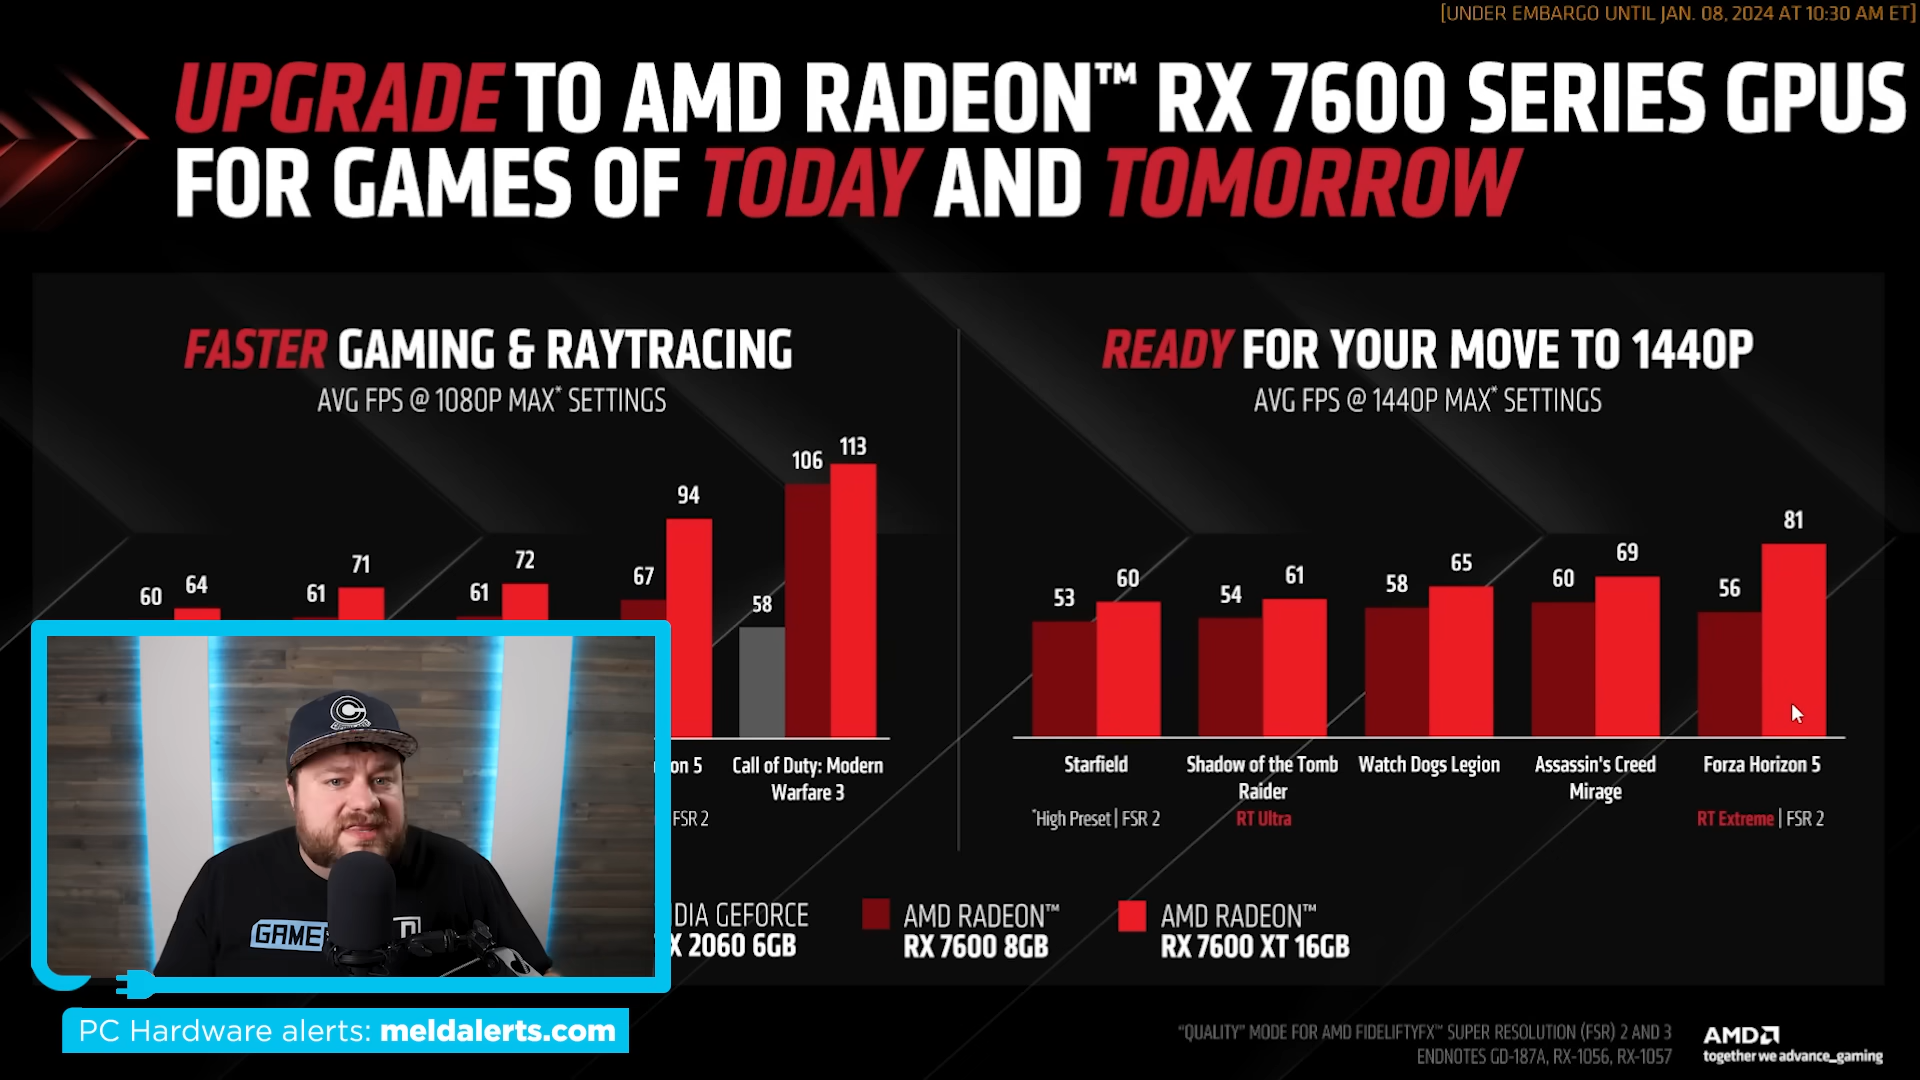 [UNDER EMBARGO UNTIL JAN. 08, 2024 AT 10:30 AM ET]
UPGRADE TO AMD RADEON™ RX 7600 SERIES GPUS
FOR GAMES OF TODAY AND TOMORROW
FASTER GAMING & RAYTRACING
AVG FPS @ 1080P MAX* SETTINGS
60 64 61 71 61 72 67 94 58 106 113
on 5
Call of Duty: Modern
Warfare 3
FSR 2
READY FOR YOUR MOVE TO 1440P
AVG FPS @ 1440P MAX* SETTINGS
53 60 54 61 58 65 60 69 56 81
Starfield
*High Preset | FSR 2
Shadow of the Tomb
Raider
RT Ultra
Watch Dogs Legion
Assassin's Creed
Mirage
Forza Horizon 5
RT Extreme | FSR 2
DIA GEFORCE
X 2060 6GB
AMD RADEON™
RX 7600 8GB
AMD RADEON™
RX 7600 XT 16GB
GAME
PC Hardware alerts: meldalerts.com
"QUALITY" MODE FOR AMD FIDELIFTYFX™ SUPER RESOLUTION (FSR) 2 AND 3
ENDNOTES GD-187A, RX-1056, RX-1057
AMD
together we advance_gaming